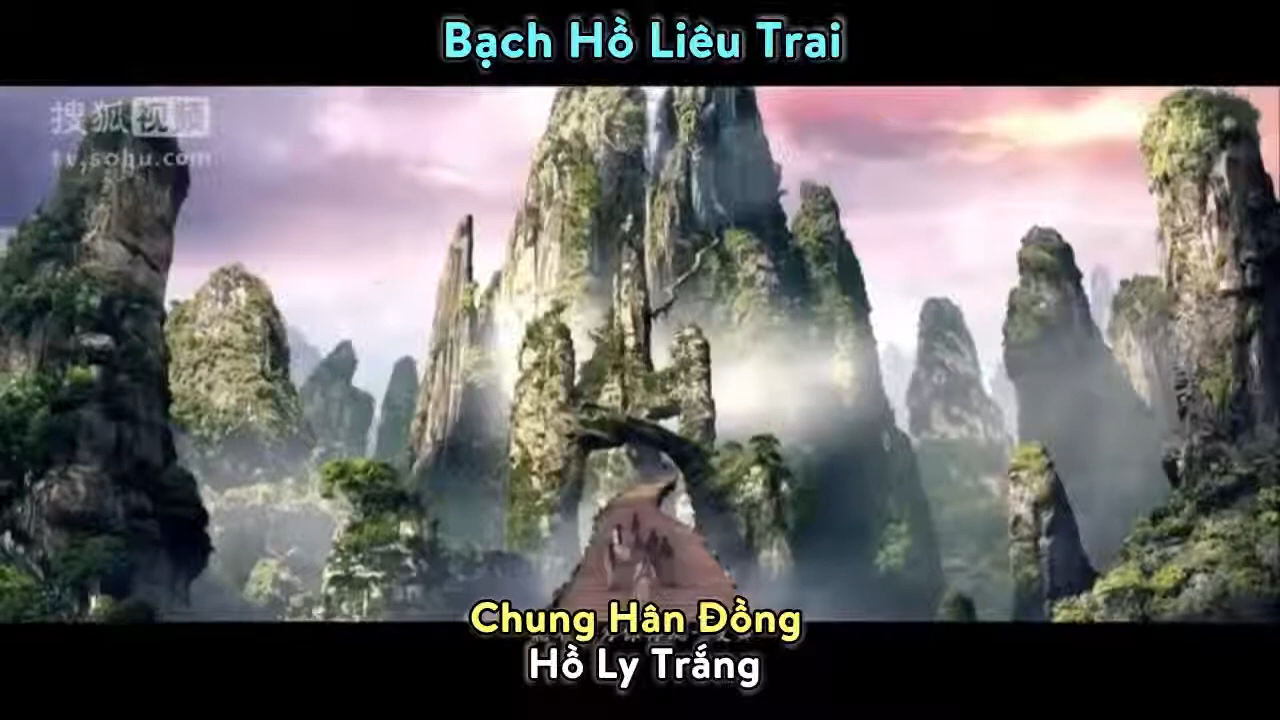 Bạch Hồ Liêu Trai
搜狐视频
tv.sohu.com
Chung Hân Đồng
Hồ Ly Trắng